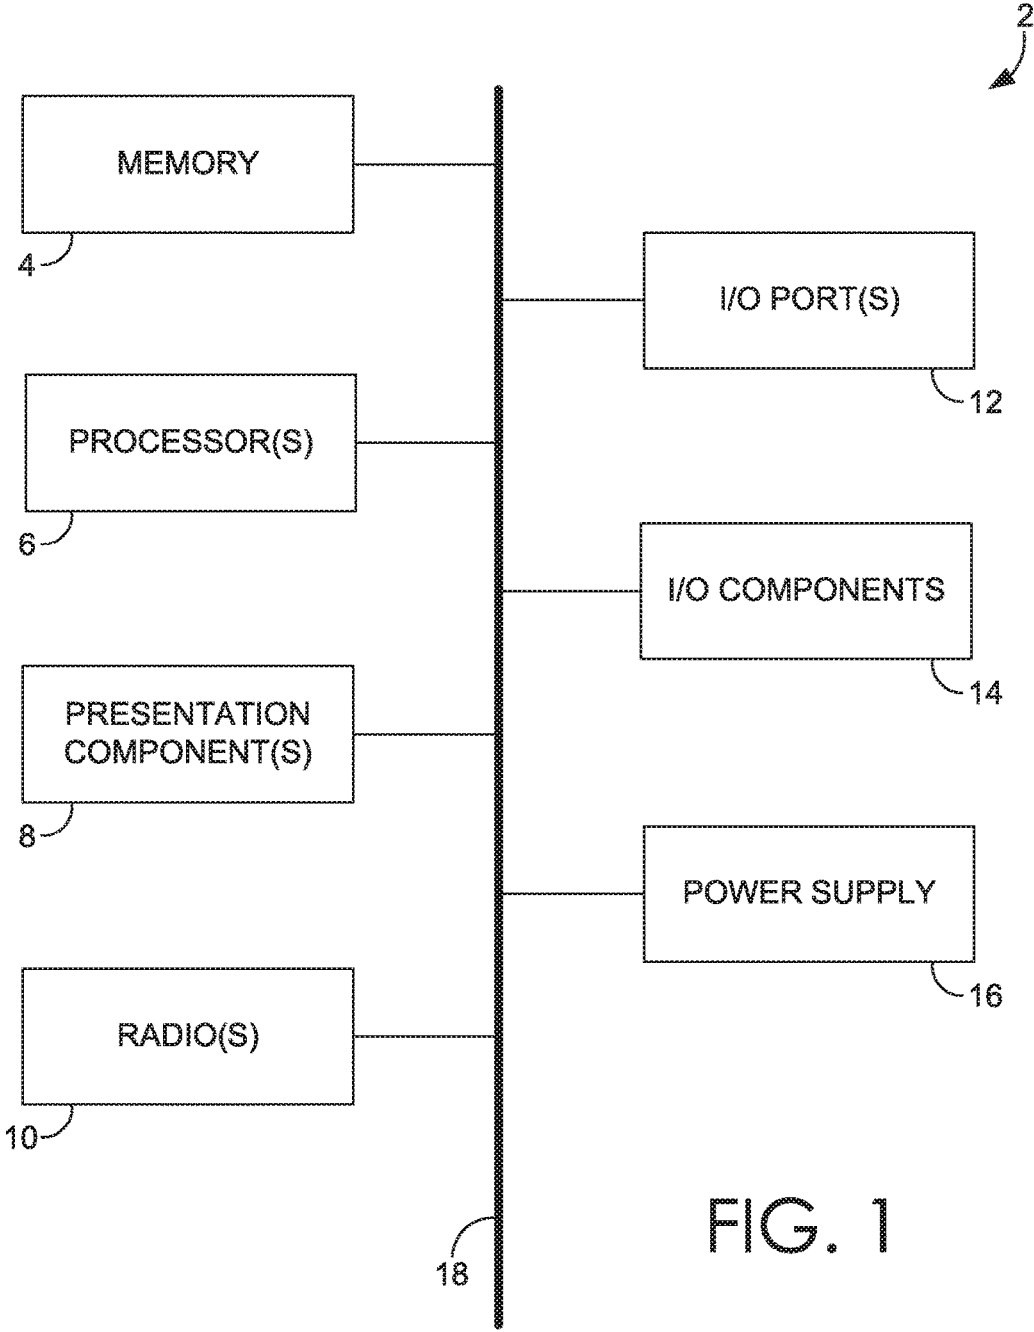 2
MEMORY
4
I/O PORT(S)
12
PROCESSOR(S)
6
I/O COMPONENTS
14
PRESENTATION
COMPONENT(S)
8
POWER SUPPLY
16
RADIO(S)
10
18
FIG. 1